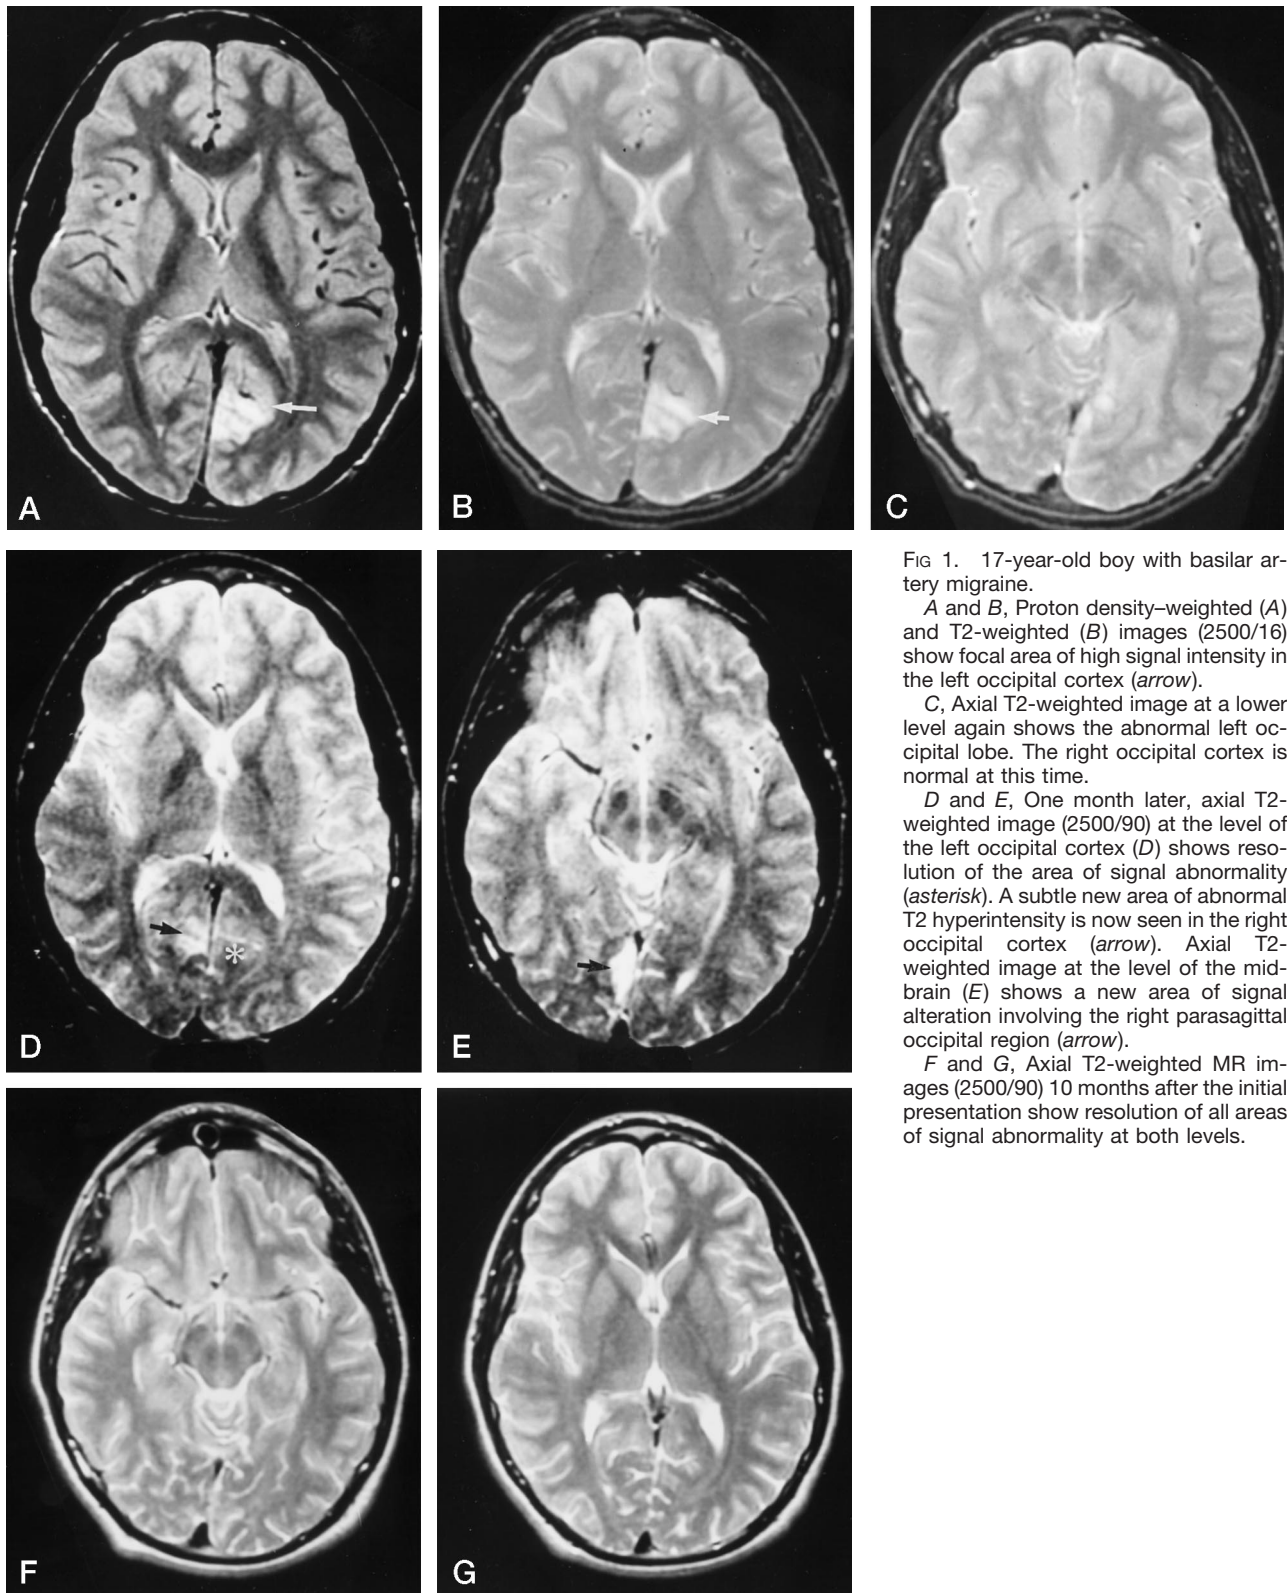 A
B
C
D
E
F
G
*
FIG 1. 17-year-old boy with basilar ar-
tery migraine.
A and B, Proton density–weighted (A)
and T2-weighted (B) images (2500/16)
show focal area of high signal intensity in
the left occipital cortex (arrow).
C, Axial T2-weighted image at a lower
level again shows the abnormal left oc-
cipital lobe. The right occipital cortex is
normal at this time.
D and E, One month later, axial T2-
weighted image (2500/90) at the level of
the left occipital cortex (D) shows reso-
lution of the area of signal abnormality
(asterisk). A subtle new area of abnormal
T2 hyperintensity is now seen in the right
occipital cortex (arrow). Axial T2-
weighted image at the level of the mid-
brain (E) shows a new area of signal
alteration involving the right parasagittal
occipital region (arrow).
F and G, Axial T2-weighted MR im-
ages (2500/90) 10 months after the initial
presentation show resolution of all areas
of signal abnormality at both levels.